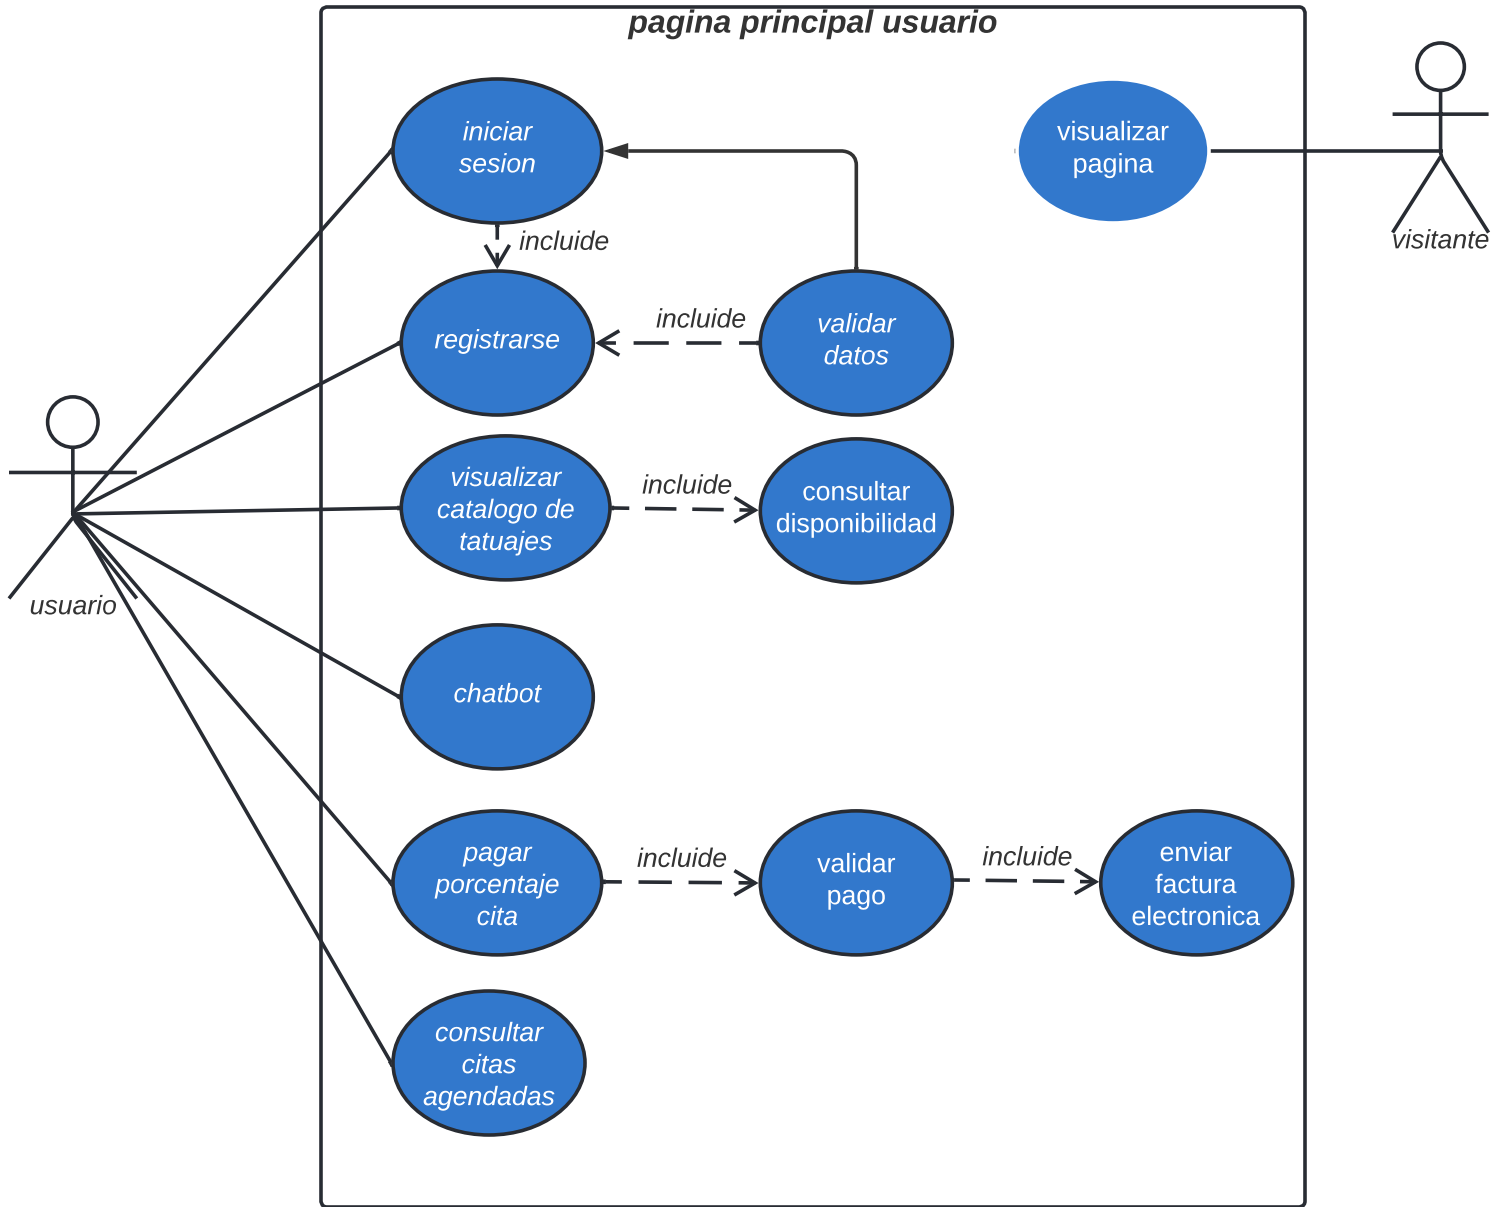 pagina principal usuario
iniciar
sesion
visualizar
pagina
visitante
incluide
registrarse
incluide
validar
datos
visualizar
catalogo de
tatuajes
incluide
consultar
disponibilidad
usuario
chatbot
pagar
porcentaje
cita
incluide
validar
pago
incluide
enviar
factura
electronica
consultar
citas
agendadas